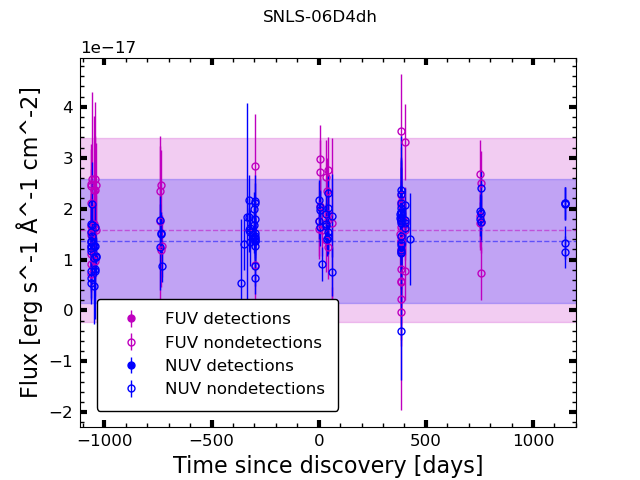 SNLS-06D4dh
1e−17
4
3
2
1
0
−1
−2
Flux [erg s^-1 Å^-1 cm^-2]
FUV detections
FUV nondetections
NUV detections
NUV nondetections
−1000 −500 0 500 1000
Time since discovery [days]